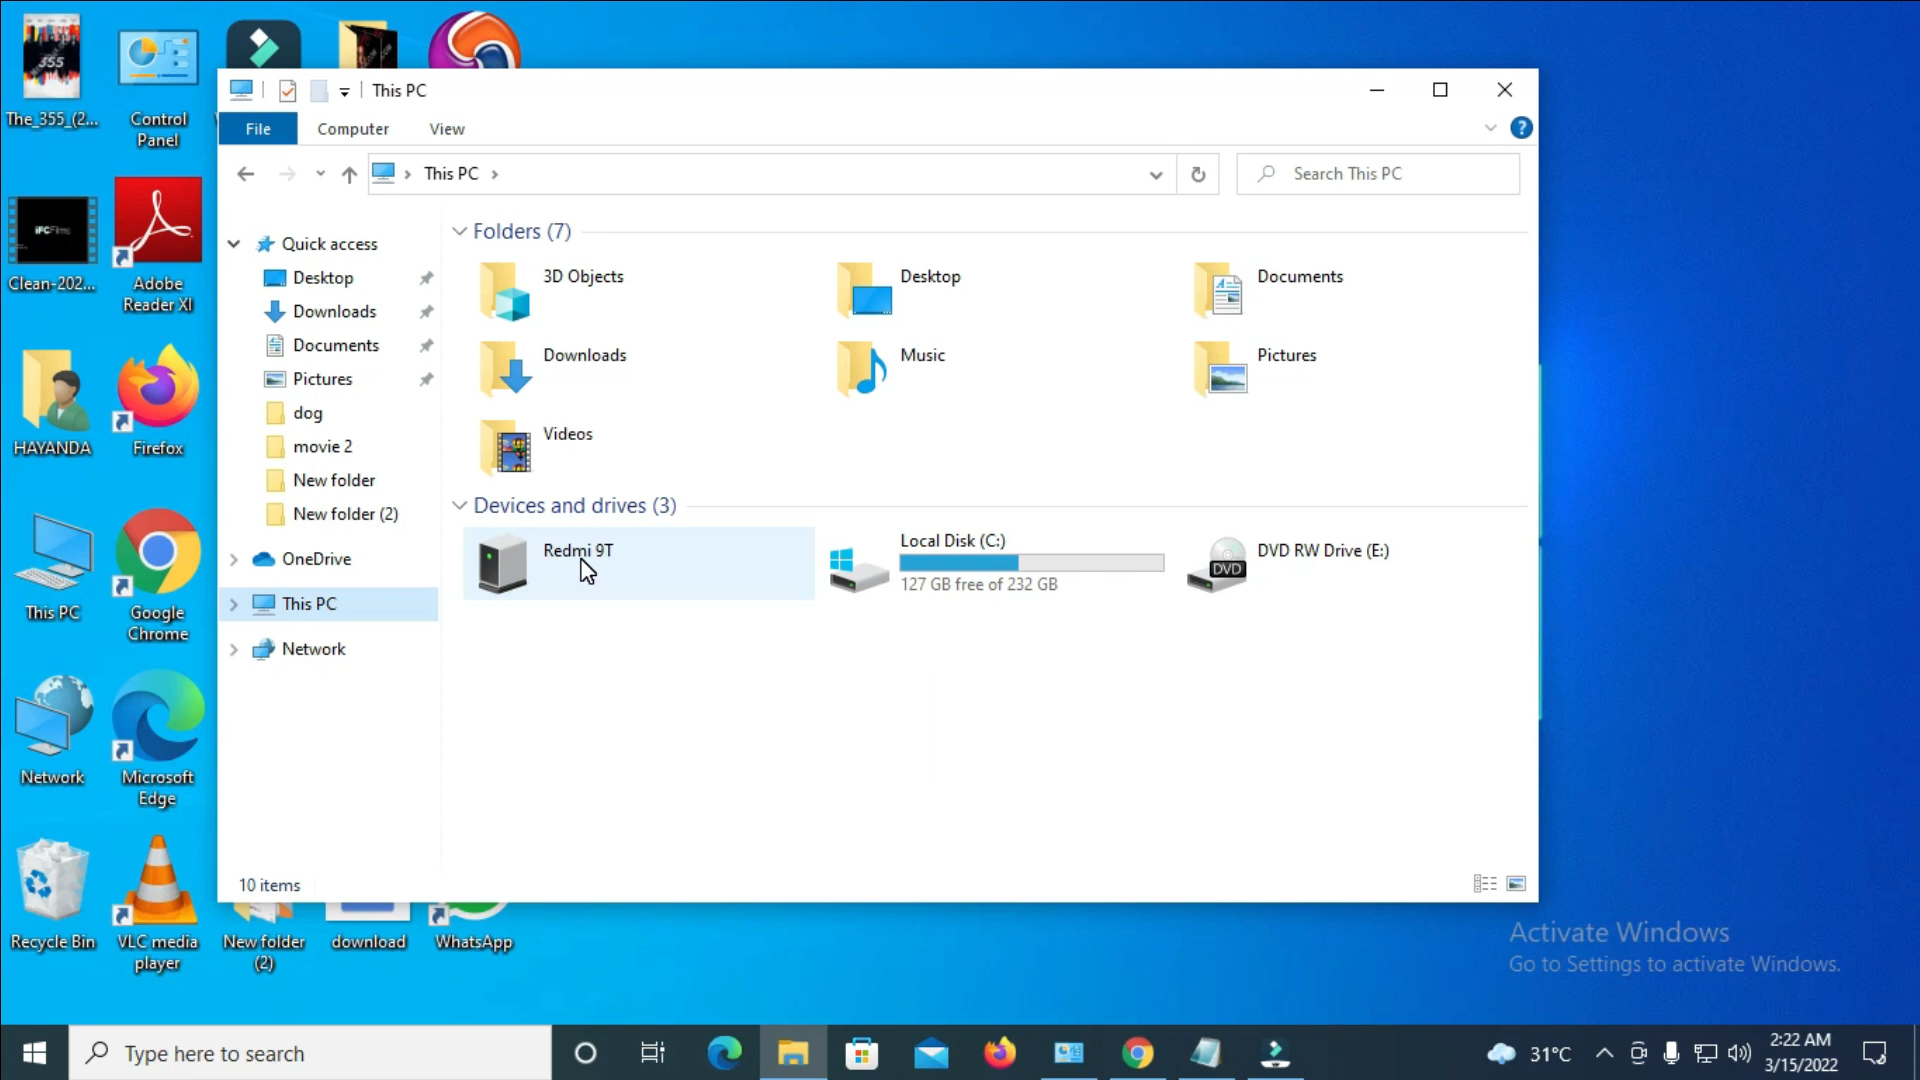 355
The_355_(2...
Control
Panel
This PC
File
Computer
View
This PC
Search This PC
iFC Films
Clean-202...
Adobe
Reader XI
Quick access
Desktop
Downloads
Documents
Pictures
dog
movie 2
New folder
New folder (2)
OneDrive
This PC
Network
Folders (7)
3D Objects
Desktop
Documents
Downloads
Music
Pictures
Videos
Devices and drives (3)
Redmi 9T
Local Disk (C:)
127 GB free of 232 GB
DVD
DVD RW Drive (E:)
10 items
HAYANDA
Firefox
This PC
Google
Chrome
Network
Microsoft
Edge
Recycle Bin
VLC media
player
New folder
(2)
download
WhatsApp
Activate Windows
Go to Settings to activate Windows.
Type here to search
31°C
2:22 AM
3/15/2022